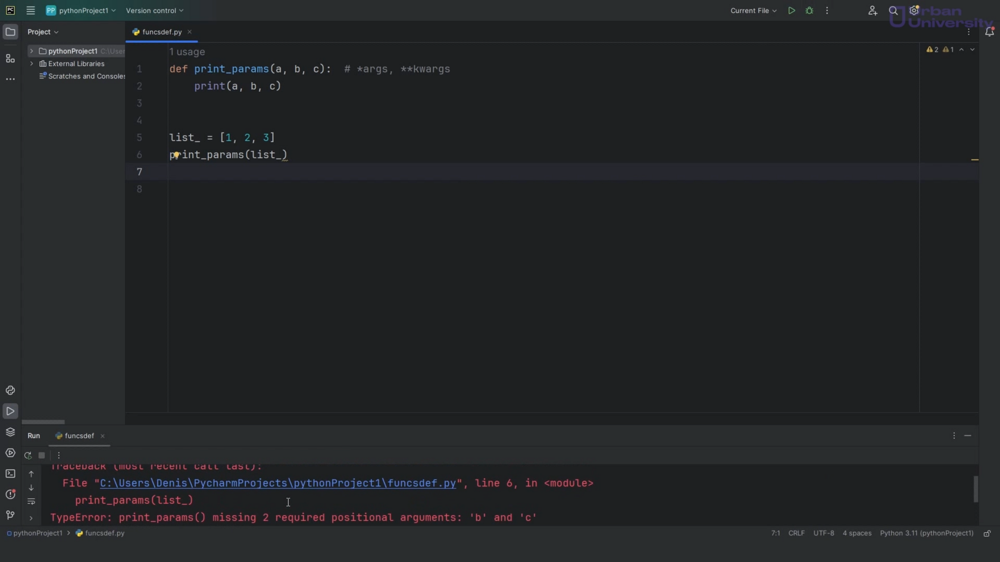 PP pythonProject1 Version control Current File
Urban
University
Project
funcsdef.py
pythonProject1 C:\User
External Libraries
Scratches and Consoles
1 usage
2 1
1 def print_params(a, b, c): # *args, **kwargs
2 print(a, b, c)
3
4
5 list_ = [1, 2, 3]
6 print_params(list_)
7
8
Run funcsdef
Traceback (most recent call last):
File "C:\Users\Denis\PycharmProjects\pythonProject1\funcsdef.py", line 6, in <module>
print_params(list_)
TypeError: print_params() missing 2 required positional arguments: 'b' and 'c'
pythonProject1 > funcsdef.py 7:1 CRLF UTF-8 4 spaces Python 3.11 (pythonProject1)